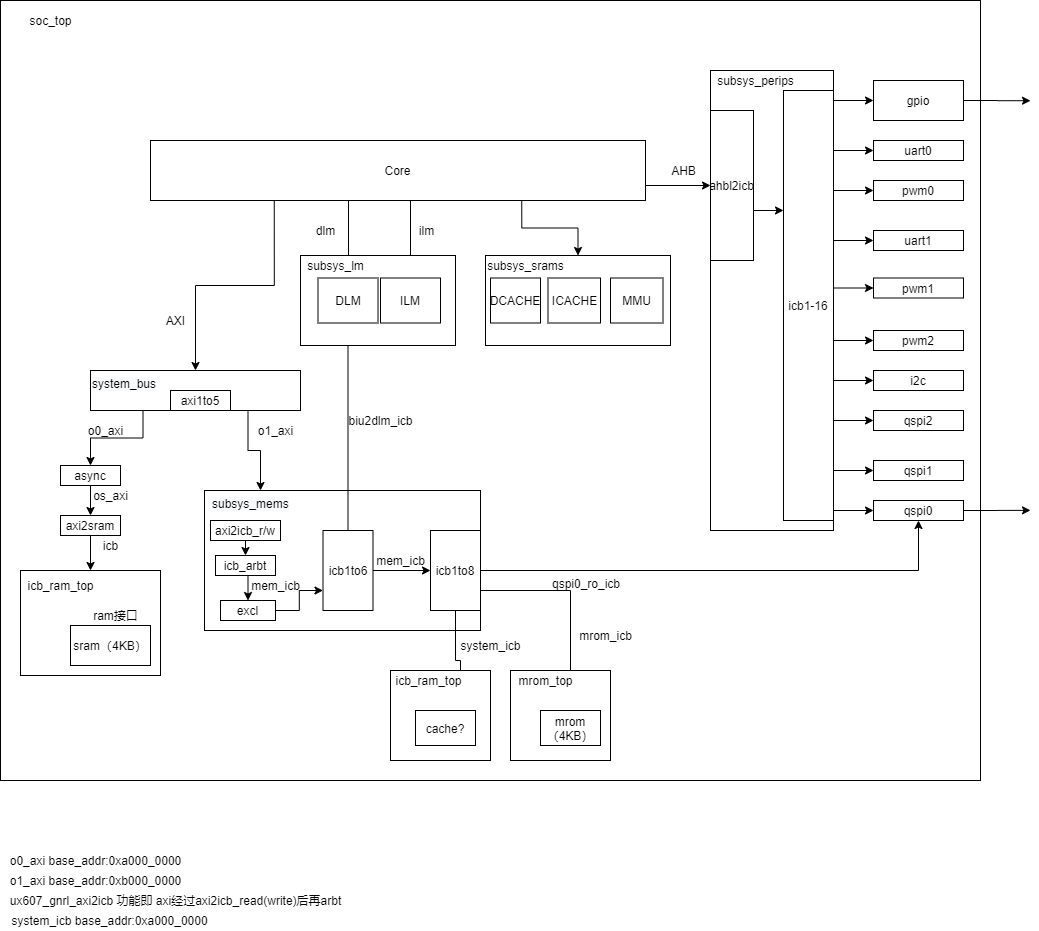 soc_top
subsys_perips
gpio
uart0
Core
AHB
ahbl2icb
pwm0
dlm
ilm
uart1
subsys_lm
subsys_srams
DLM
ILM
DCACHE
ICACHE
MMU
pwm1
icb1-16
AXI
pwm2
system_bus
axi1to5
i2c
o0_axi
o1_axi
biu2dlm_icb
qspi2
async
qspi1
os_axi
subsys_mems
qspi0
axi2sram
axi2icb_r/w
icb
icb_arbt
icb1to6
mem_icb
icb1to8
icb_ram_top
mem_icb
qspi0_ro_icb
excl
ram接口
sram（4KB）
system_icb
mrom_icb
icb_ram_top
mrom_top
cache?
mrom
（4KB）
o0_axi base_addr:0xa000_0000
o1_axi base_addr:0xb000_0000
ux607_gnrl_axi2icb 功能即 axi经过axi2icb_read(write)后再arbt
system_icb base_addr:0xa000_0000